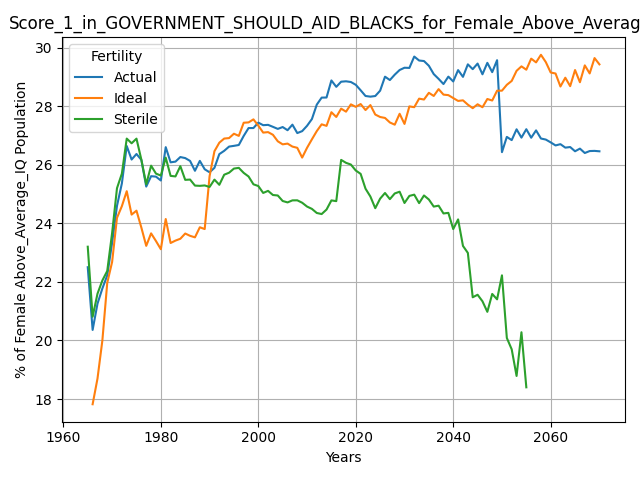 Score_1_in_GOVERNMENT_SHOULD_AID_BLACKS_for_Female_Above_Averag
Fertility
Actual
Ideal
Sterile
% of Female Above_Average_IQ Population
30
28
26
24
22
20
18
1960
1980
2000
2020
2040
2060
Years